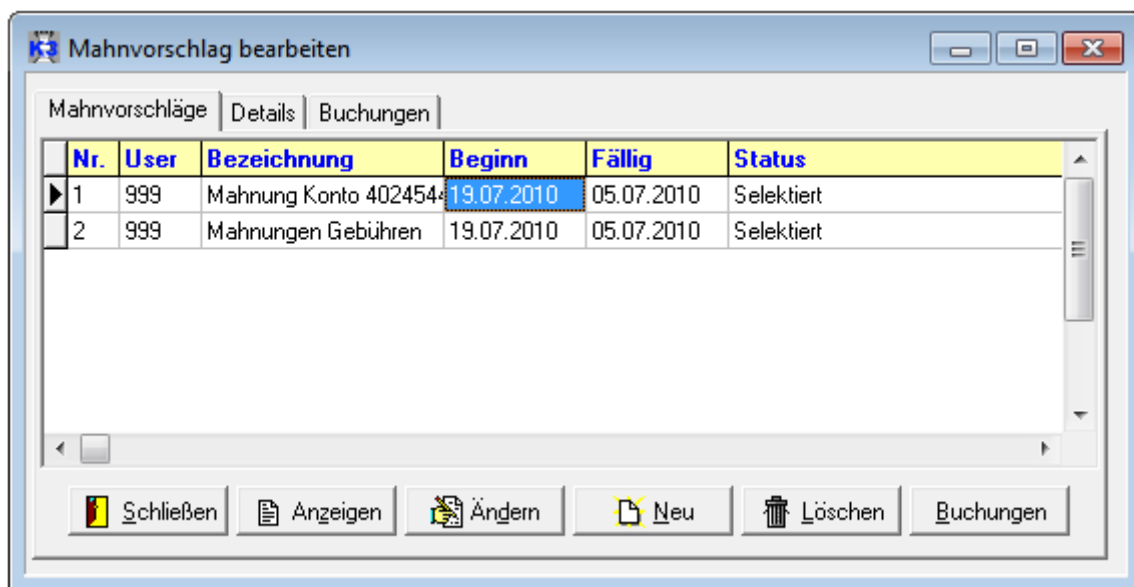 K3 Mahnvorschlag bearbeiten
Mahnvorschläge Details Buchungen
Nr. User Bezeichnung Beginn Fällig Status
1 999 Mahnung Konto 4024544 19.07.2010 05.07.2010 Selektiert
2 999 Mahnungen Gebühren 19.07.2010 05.07.2010 Selektiert
Schließen Anzeigen Ändern Neu Löschen Buchungen